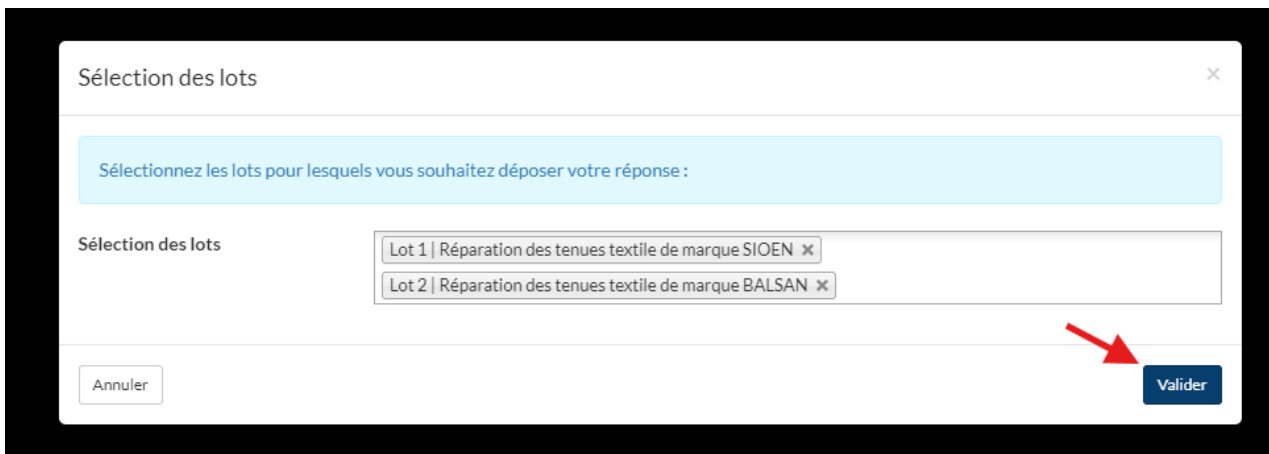 Sélection des lots ×
Sélectionnez les lots pour lesquels vous souhaitez déposer votre réponse :
Sélection des lots
Lot 1 | Réparation des tenues textile de marque SIOEN ×
Lot 2 | Réparation des tenues textile de marque BALSAN ×
Annuler
Valider